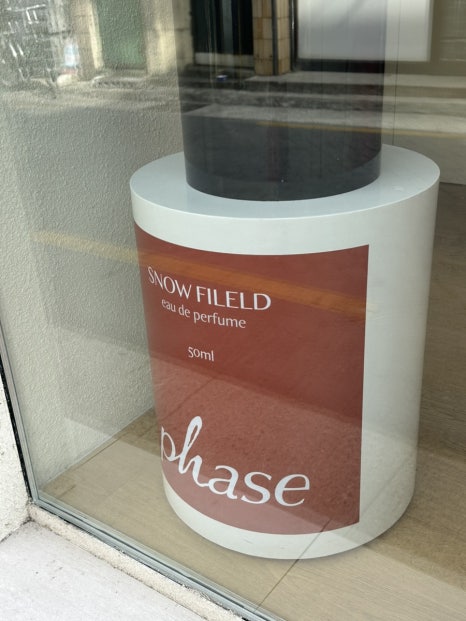 SNOW FILELD
eau de perfume
50ml
phase